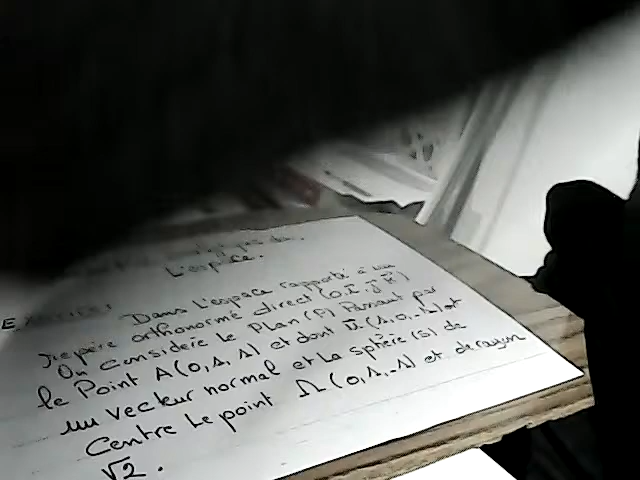 L'espace.
Dans l'espace rapporté à un
repère orthonormé direct (O, i, j, k)
On considère le Plan (P) Passant par
le Point A(0,1,1) et dont u(1,0,-1) est
un vecteur normal et la sphère (S) de
Centre le point Ω(0,1,-1) et de rayon
√2.